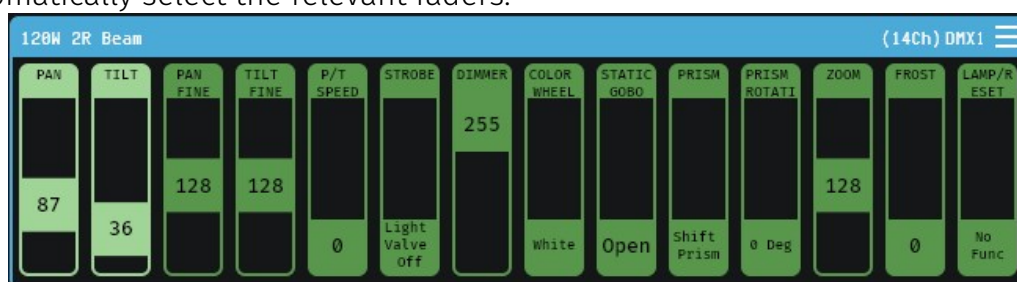 omatically select the relevant faders.
120W 2R Beam (14Ch) DMX1
PAN TILT PAN FINE TILT FINE P/T SPEED STROBE DIMMER COLOR WHEEL STATIC GOBO PRISM PRISM ROTATI ZOOM FROST LAMP/R ESET
87 36 128 128 0 Light Valve Off 255 White Open Shift Prism 0 Deg 128 0 No Func